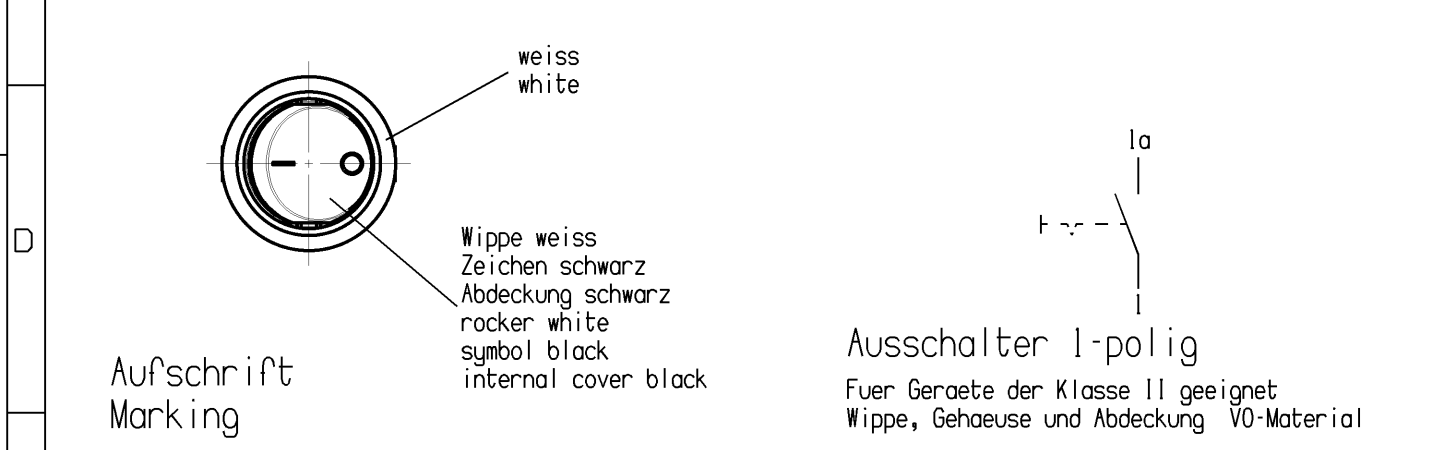 weiss
white
D
Wippe weiss
Zeichen schwarz
Abdeckung schwarz
rocker white
symbol black
internal cover black
Aufschrift
Marking
1a
1
Ausschalter 1-polig
Fuer Geraete der Klasse II geeignet
Wippe, Gehaeuse und Abdeckung V0-Material